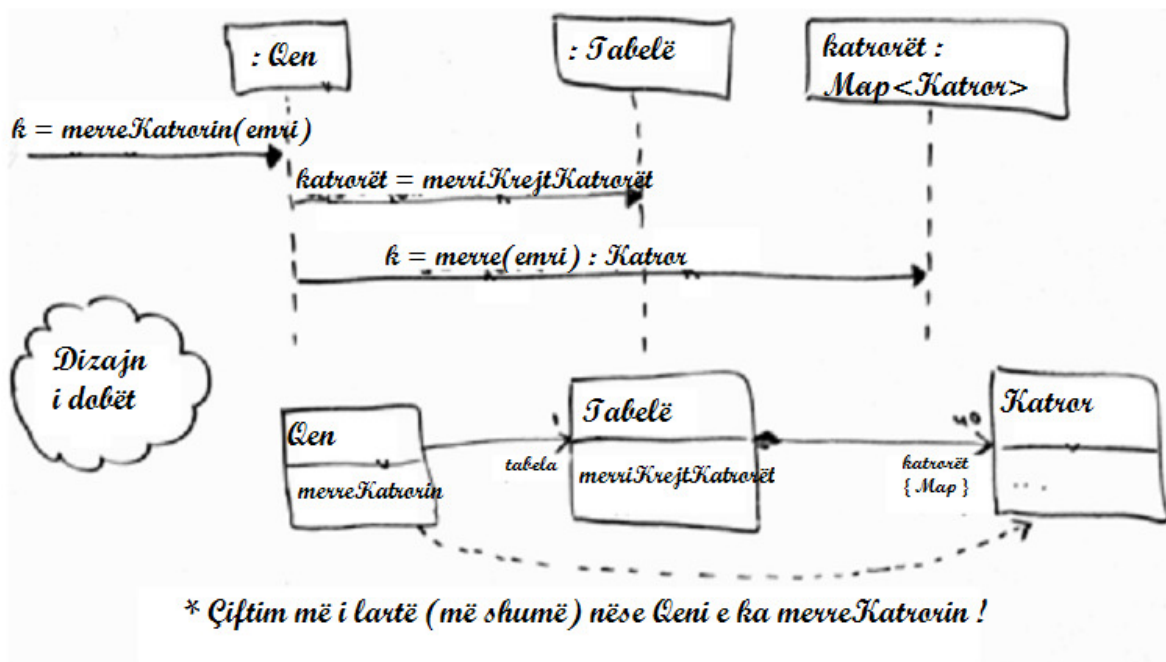 : Qen
: Tabelë
katrorët :
Map<Katror>
k = merreKatrorin(emri)
katrorët = merriKrejtKatrorët
k = merre(emri) : Katror
Dizajn
i dobët
Qen
merreKatrorin
1
tabela
Tabelë
merriKrejtKatrorët
40
katrorët
{ Map }
Katror
...
* Çiftim më i lartë (më shumë) nëse Qeni e ka merreKatrorin !